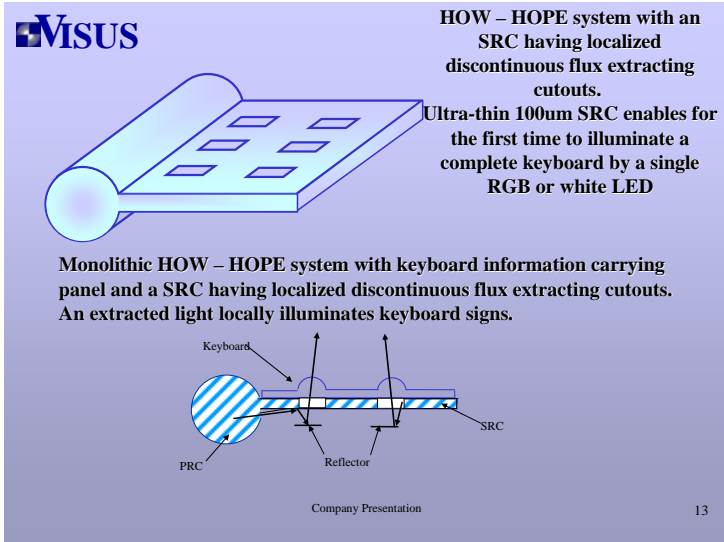 VISUS
HOW – HOPE system with an
SRC having localized
discontinuous flux extracting
cutouts.
Ultra-thin 100um SRC enables for
the first time to illuminate a
complete keyboard by a single
RGB or white LED
Monolithic HOW – HOPE system with keyboard information carrying
panel and a SRC having localized discontinuous flux extracting cutouts.
An extracted light locally illuminates keyboard signs.
Keyboard
SRC
PRC
Reflector
Company Presentation
13